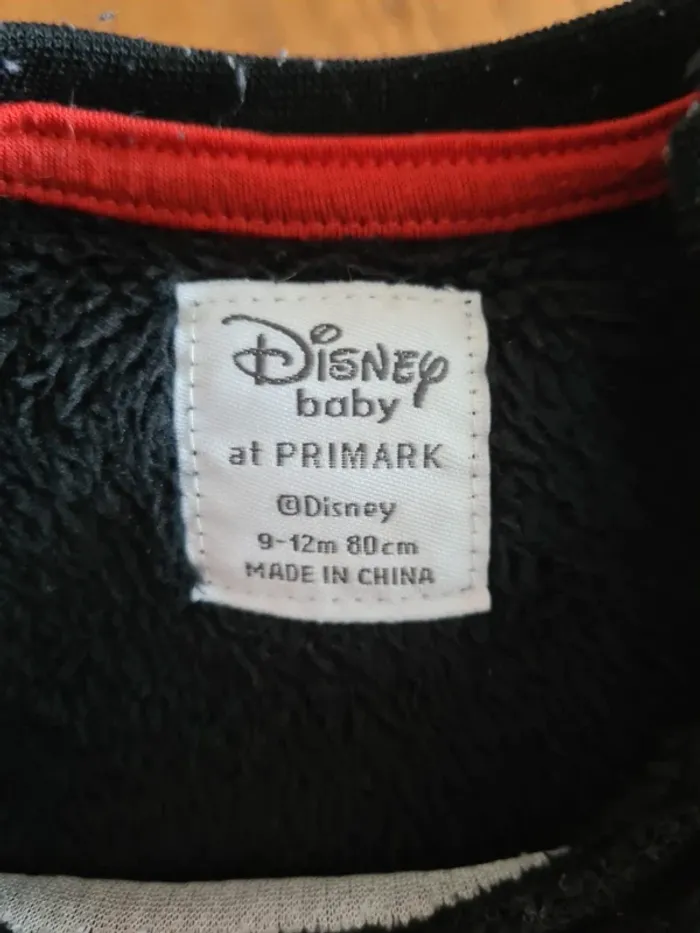 Disney
baby
at PRIMARK
©Disney
9-12m 80cm
MADE IN CHINA